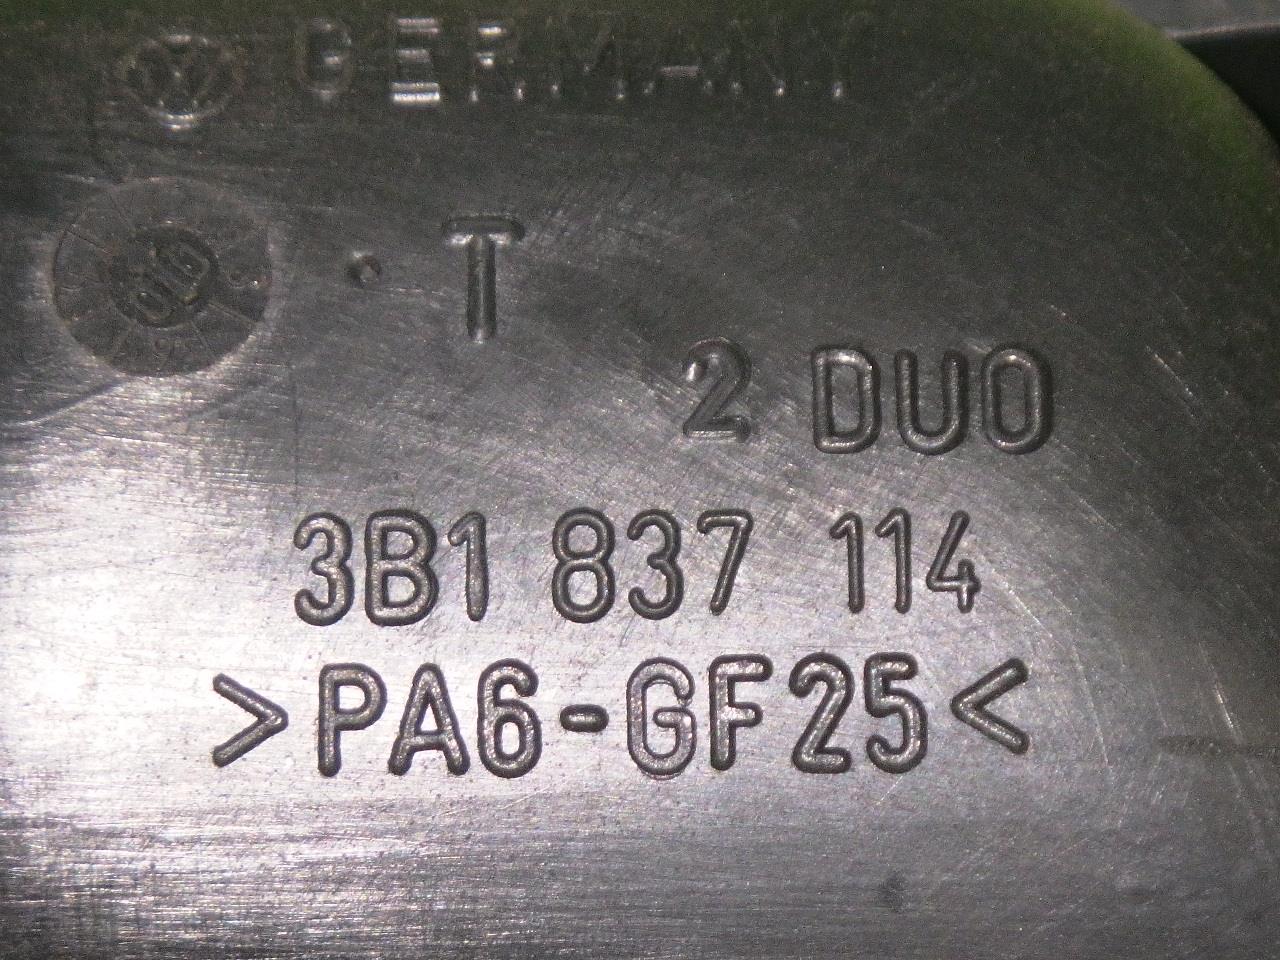 GERMANY
T
2 DUO
3B1 837 114
>PA6-GF25<